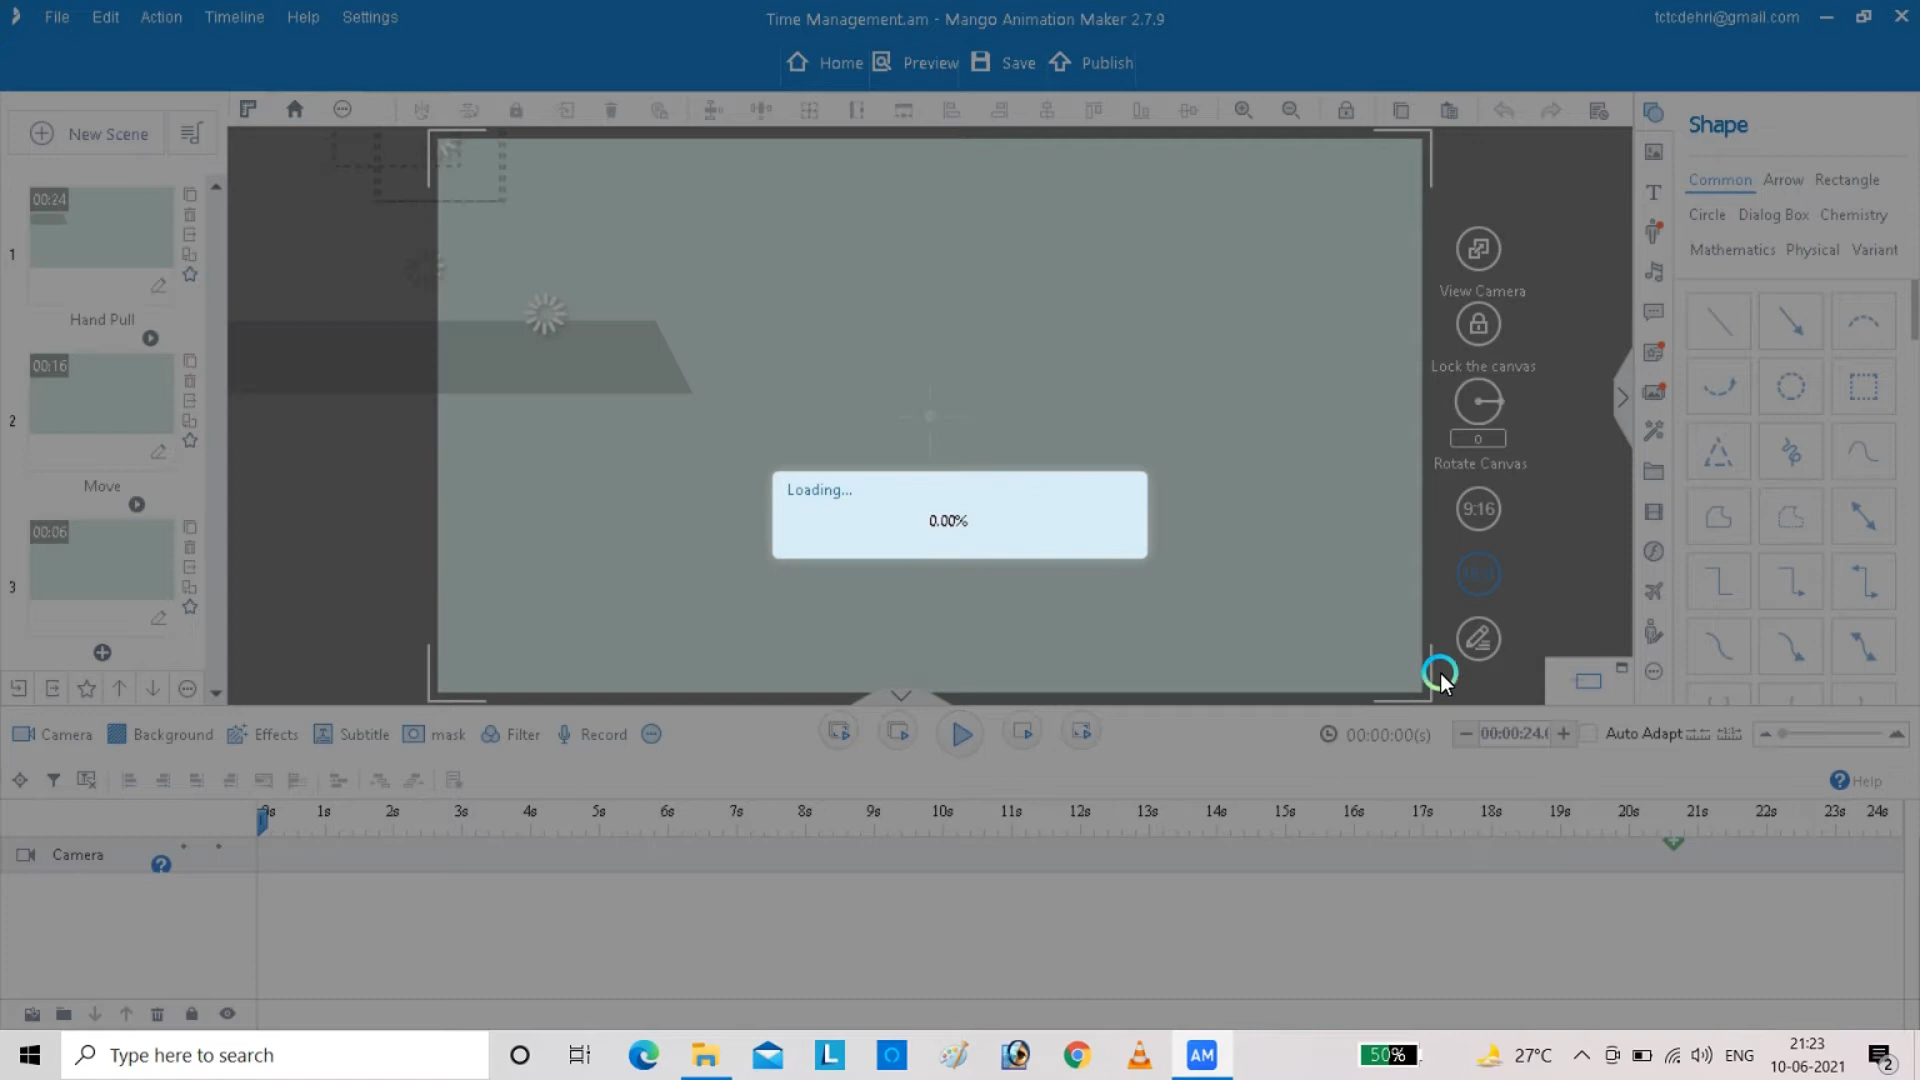 File Edit Action Timeline Help Settings
Time Management.am - Mango Animation Maker 2.7.9
tctcdehri@gmail.com
Home Preview Save Publish
New Scene
Shape
Common Arrow Rectangle
Circle Dialog Box Chemistry
Mathematics Physical Variant
00:24
1
Hand Pull
00:16
2
Move
00:06
3
View Camera
Lock the canvas
0
Rotate Canvas
9:16
Loading...
0.00%
Camera Background Effects Subtitle mask Filter Record
00:00:00(s)
00:00:24.
Auto Adapt
Help
0s 1s 2s 3s 4s 5s 6s 7s 8s 9s 10s 11s 12s 13s 14s 15s 16s 17s 18s 19s 20s 21s 22s 23s 24s
Camera
Type here to search
L
AM
50%
27°C
ENG
21:23
10-06-2021
2